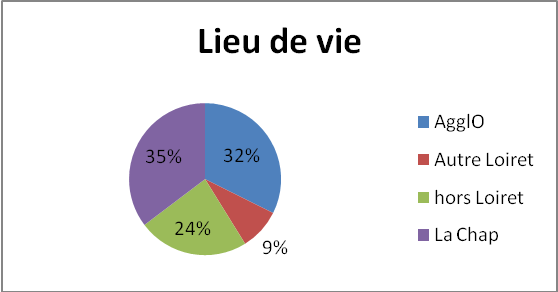 Lieu de vie
35%
32%
24%
9%
AgglO
Autre Loiret
hors Loiret
La Chap